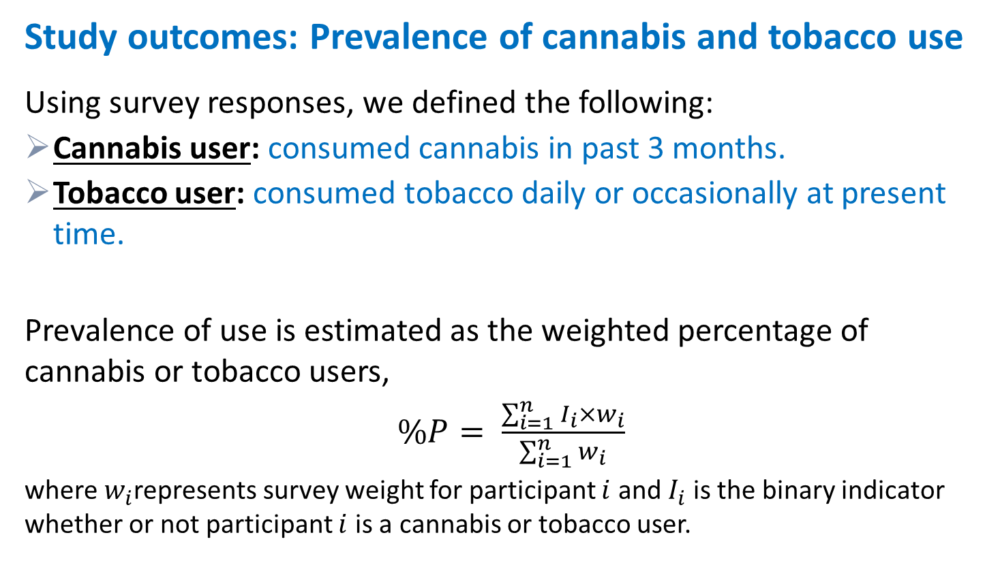 Study outcomes: Prevalence of cannabis and tobacco use
Using survey responses, we defined the following:
➢Cannabis user: consumed cannabis in past 3 months.
➢Tobacco user: consumed tobacco daily or occasionally at present
time.
Prevalence of use is estimated as the weighted percentage of
cannabis or tobacco users,
%P = \frac{\sum_{i=1}^{n} I_i \times w_i}{\sum_{i=1}^{n} w_i}
where w_i represents survey weight for participant i and I_i is the binary indicator
whether or not participant i is a cannabis or tobacco user.